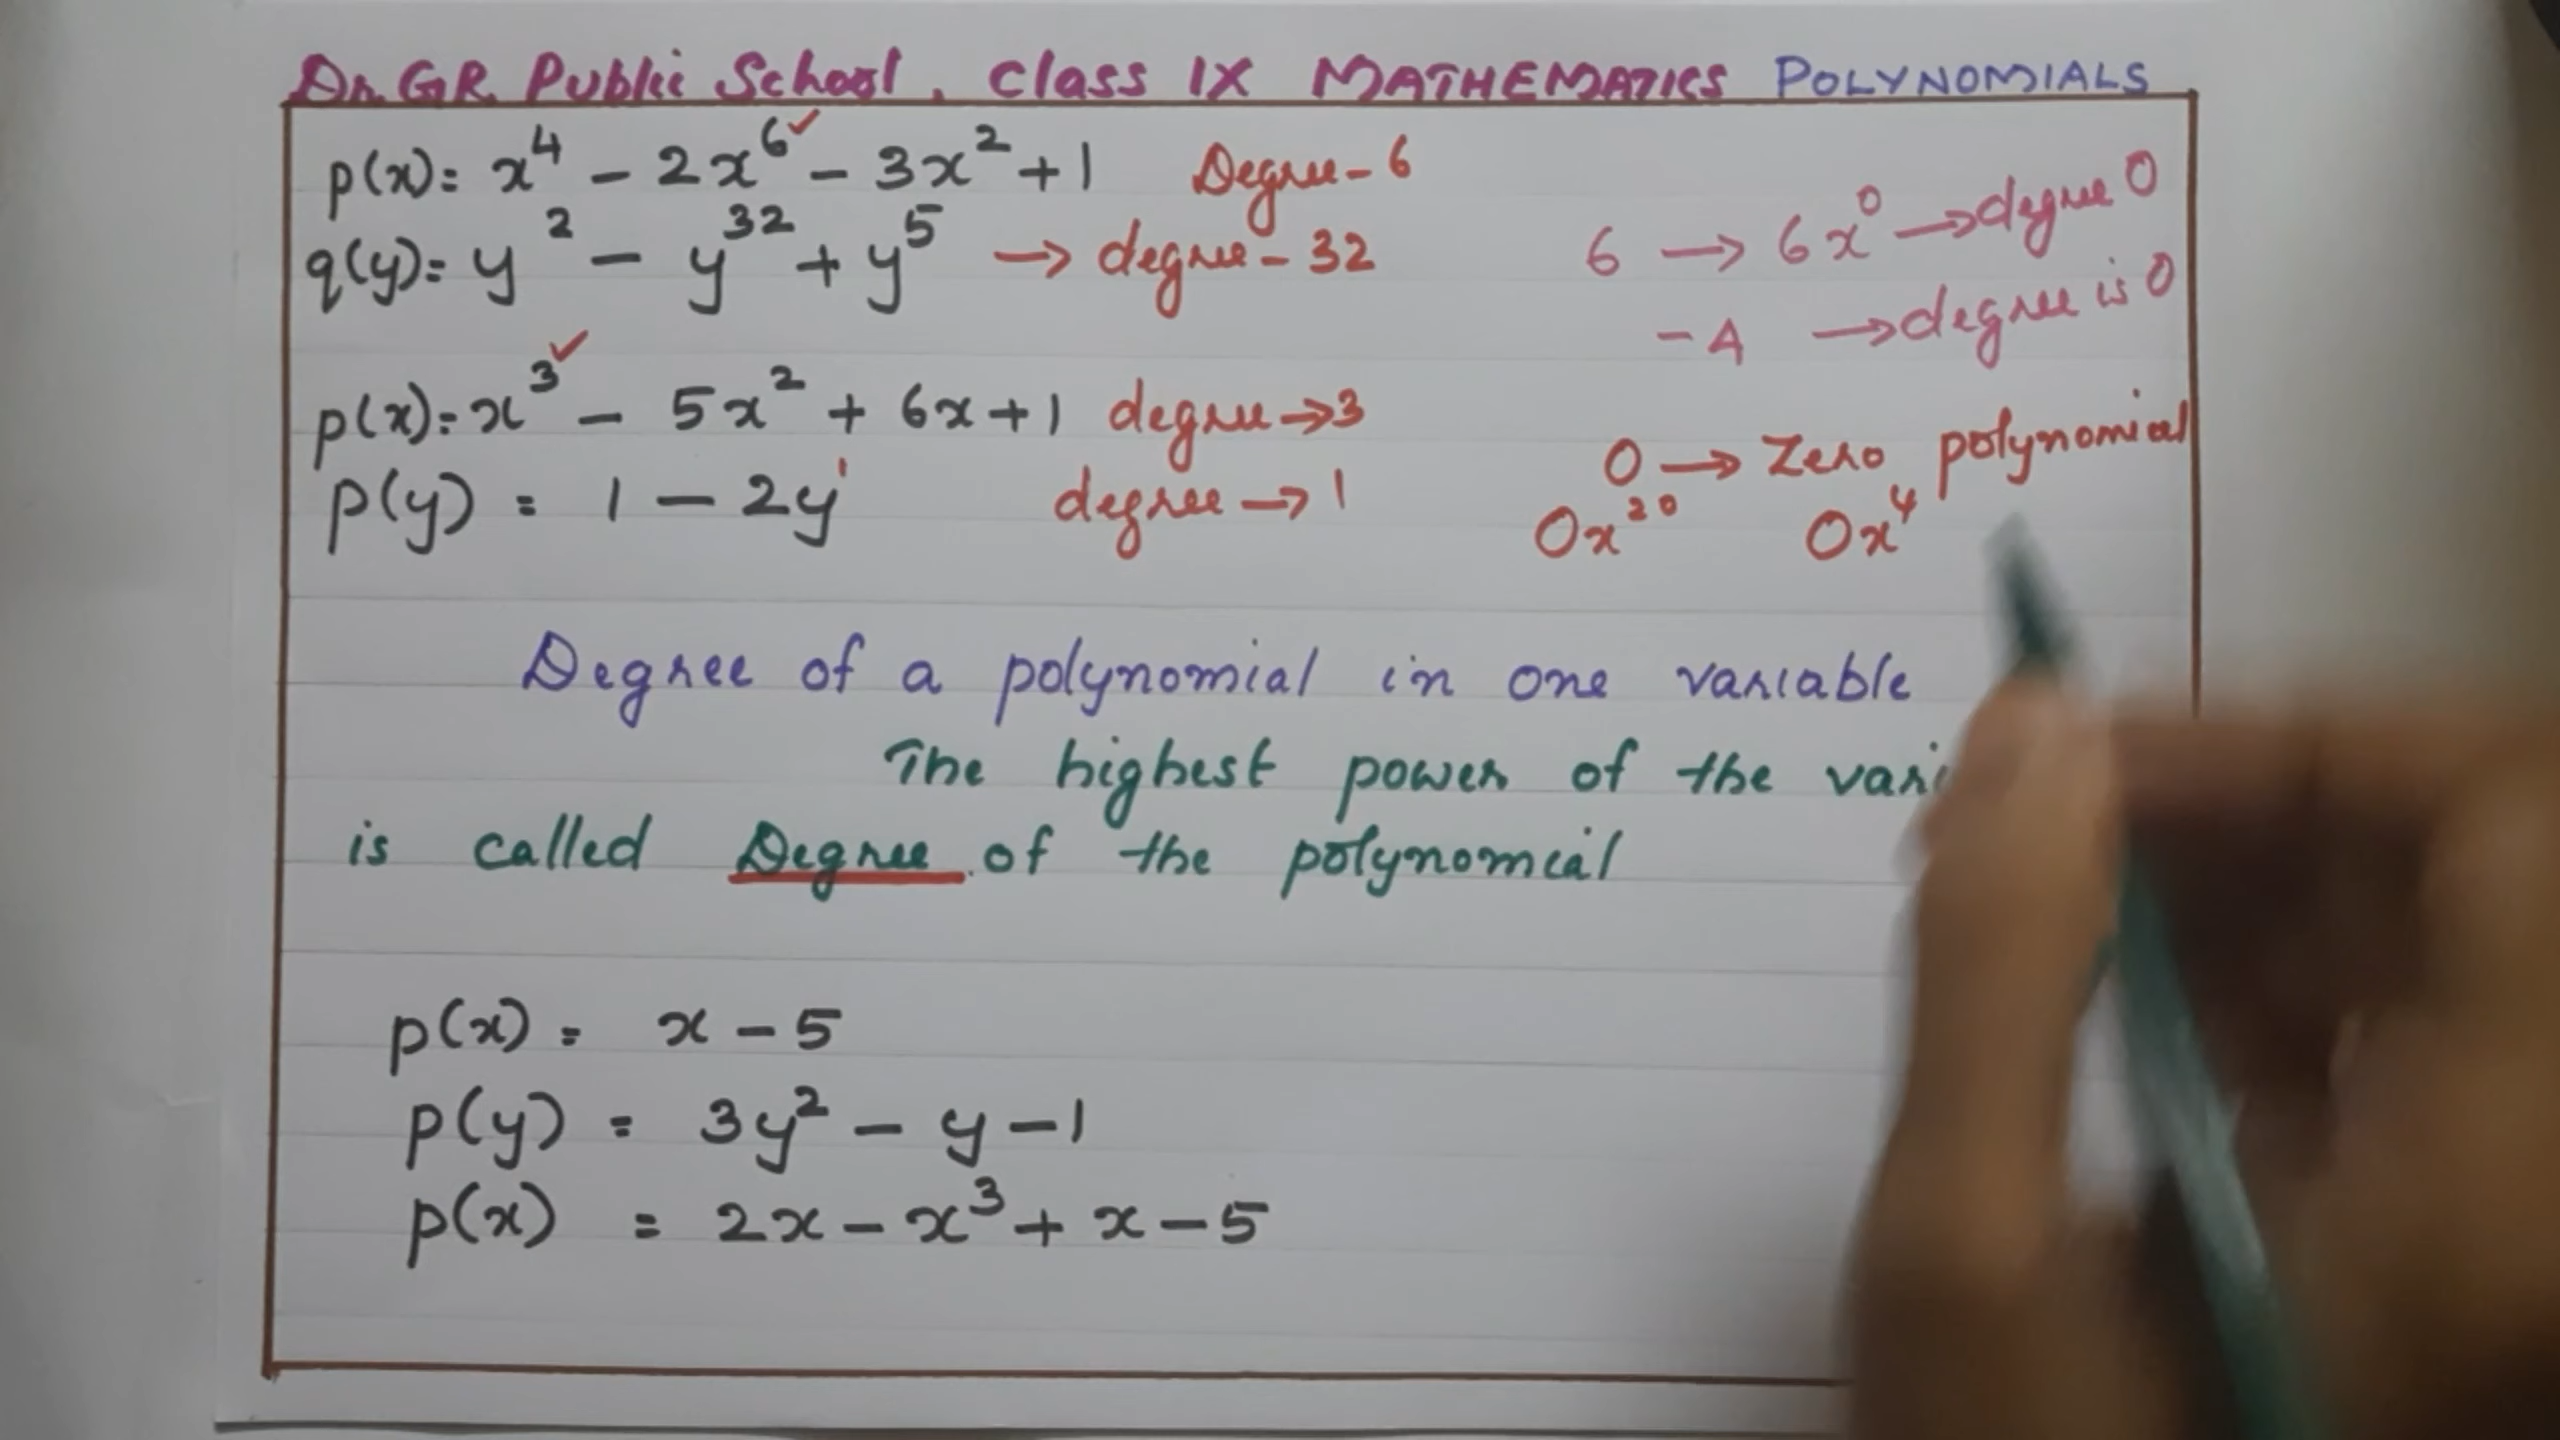 Dr. G.R. Public School, Class IX MATHEMATICS POLYNOMIALS
p(x) = x⁴ - 2x⁶ ✓ - 3x² + 1 Degree - 6
q(y) = y² - y³² + y⁵ → degree - 32
6 → 6x⁰ → degree 0
-4 → degree is 0
p(x) = x³ ✓ - 5x² + 6x + 1 degree → 3
p(y) = 1 - 2y¹ degree → 1
0 → Zero polynomial
0x²⁰ 0x⁴
Degree of a polynomial in one variable
The highest power of the
is called Degree of the polynomial
p(x) = x - 5
p(y) = 3y² - y - 1
p(x) = 2x - x³ + x - 5